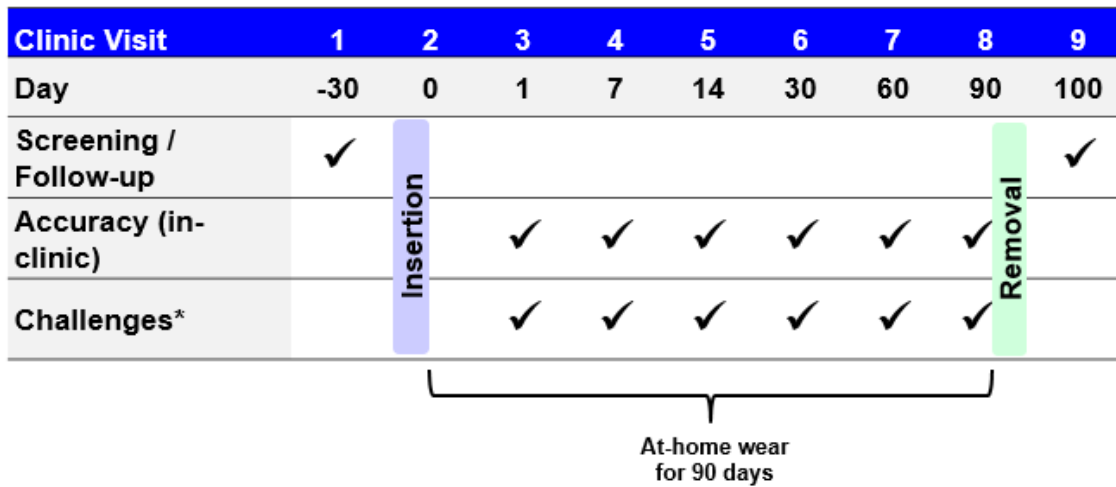 Clinic Visit 1 2 3 4 5 6 7 8 9
Day -30 0 1 7 14 30 60 90 100
Screening /
Follow-up ✓ ✓
Insertion
Accuracy (in-
clinic) ✓ ✓ ✓ ✓ ✓ ✓
Removal
Challenges* ✓ ✓ ✓ ✓ ✓ ✓
At-home wear
for 90 days